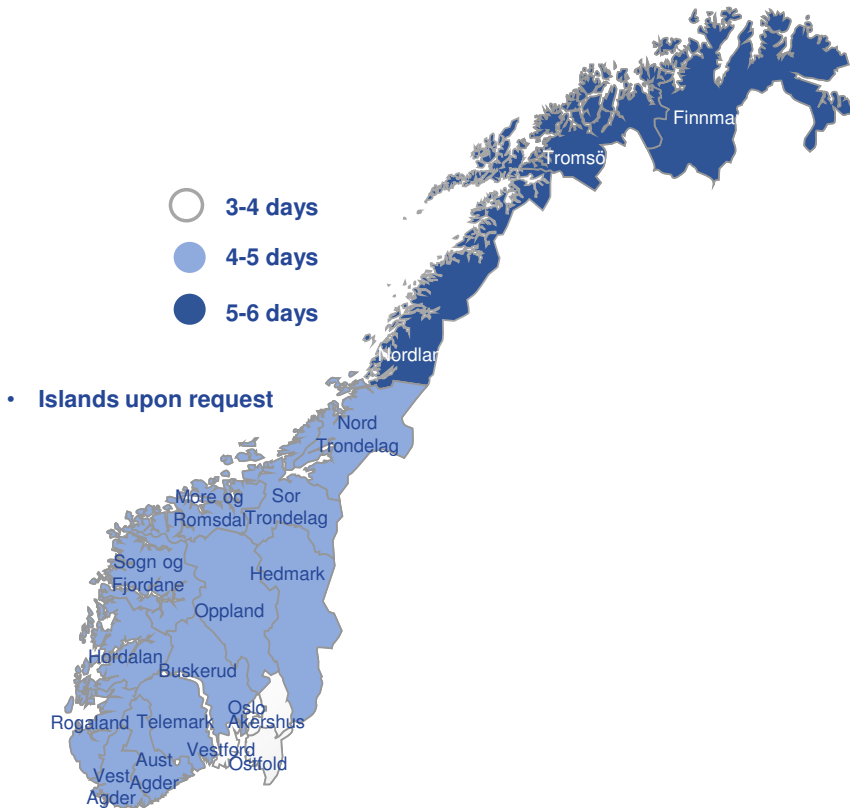 Finnmar
Tromsö
3-4 days
4-5 days
5-6 days
Nordlan
• Islands upon request
Nord
Trondelag
More og
Romsdal
Sor
Trondelag
Sogn og
Fjordane
Hedmark
Oppland
Hordalan
Buskerud
Oslo
Akershus
Rogaland
Telemark
Vestford
Ostfold
Aust
Agder
Vest
Agder